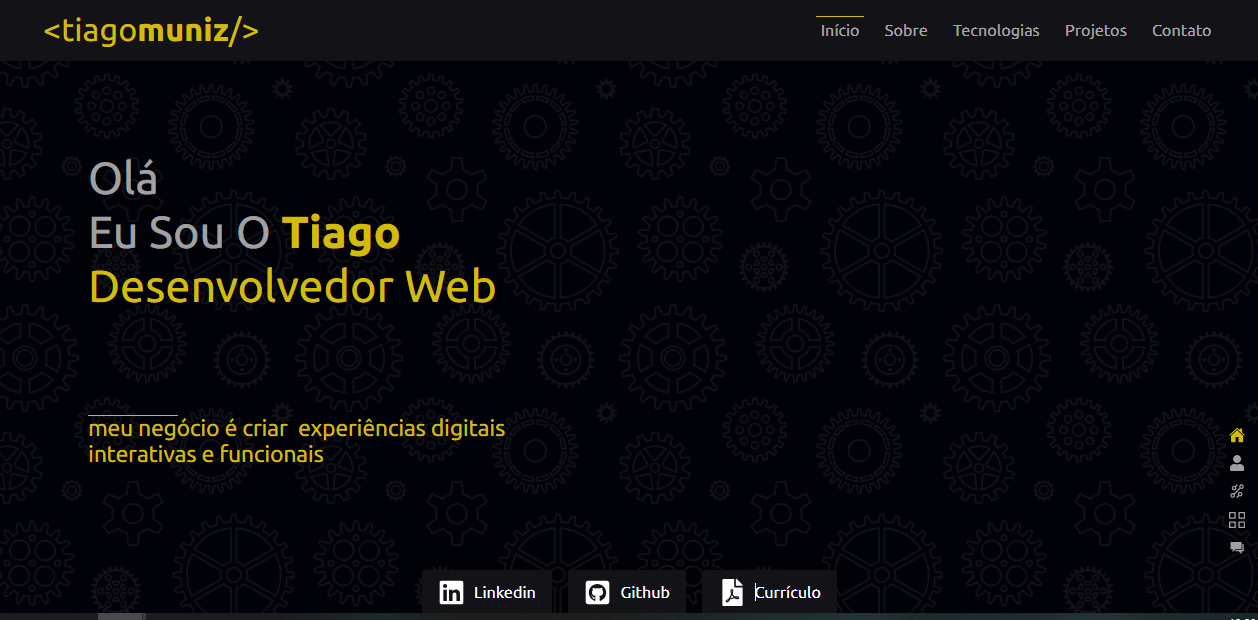 <tiagomuniz/>
Início Sobre Tecnologias Projetos Contato
Olá
Eu Sou O Tiago
Desenvolvedor Web
meu negócio é criar experiências digitais
interativas e funcionais
Linkedin Github Currículo